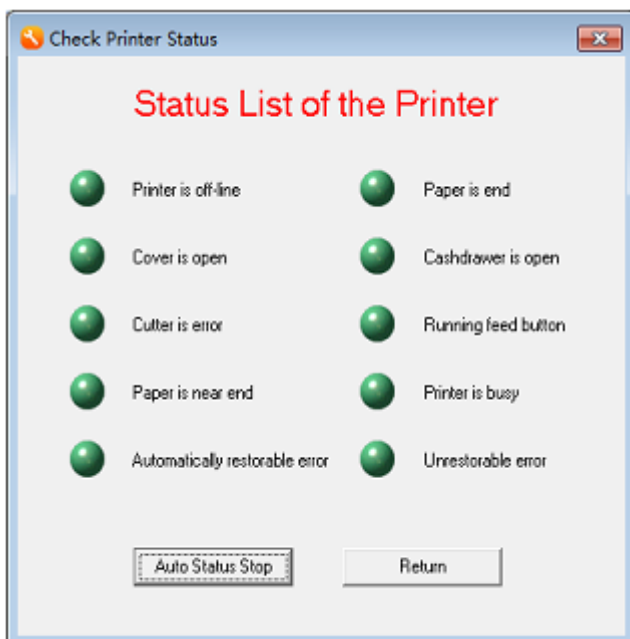 Check Printer Status
Status List of the Printer
Printer is off-line
Paper is end
Cover is open
Cashdrawer is open
Cutter is error
Running feed button
Paper is near end
Printer is busy
Automatically restorable error
Unrestorable error
Auto Status Stop
Return